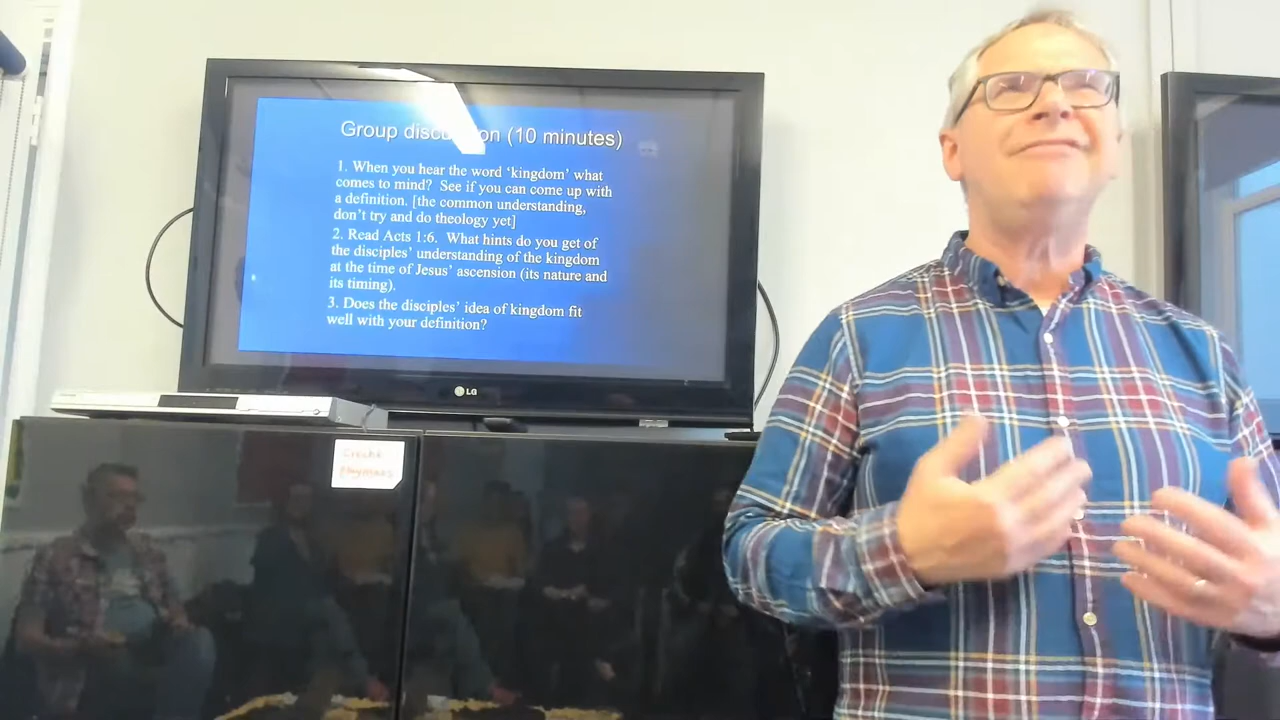 Group discussion (10 minutes)
1. When you hear the word ‘kingdom’ what
comes to mind?  See if you can come up with
a definition. [the common understanding,
don’t try and do theology yet]
2. Read Acts 1:6.  What hints do you get of
the disciples’ understanding of the kingdom
at the time of Jesus’ ascension (its nature and
its timing).
3. Does the disciples’ idea of kingdom fit
well with your definition?
LG